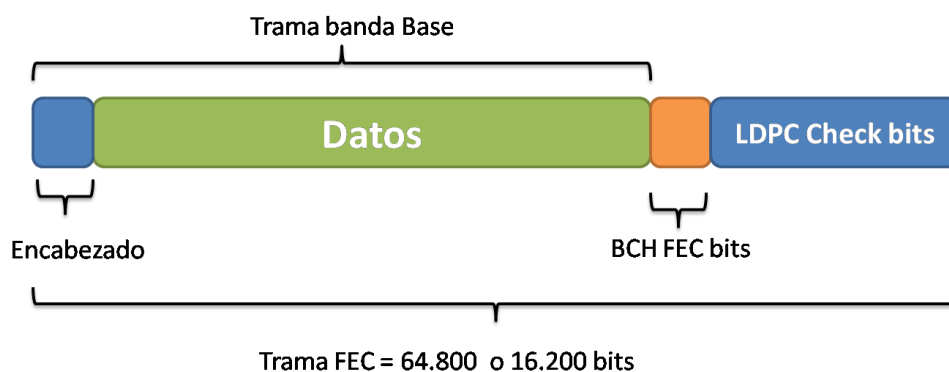 Trama banda Base
Datos
LDPC Check bits
Encabezado
BCH FEC bits
Trama FEC = 64.800 o 16.200 bits